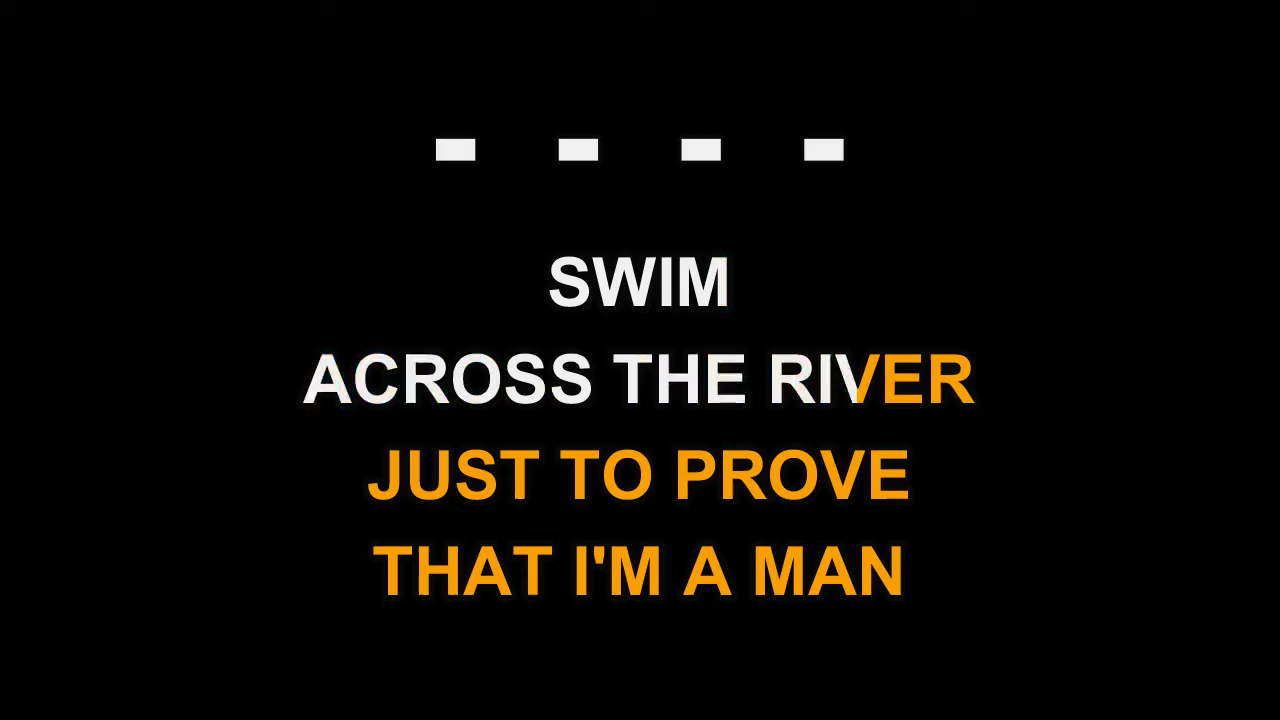 - - - -
SWIM
ACROSS THE RIVER
JUST TO PROVE
THAT I'M A MAN